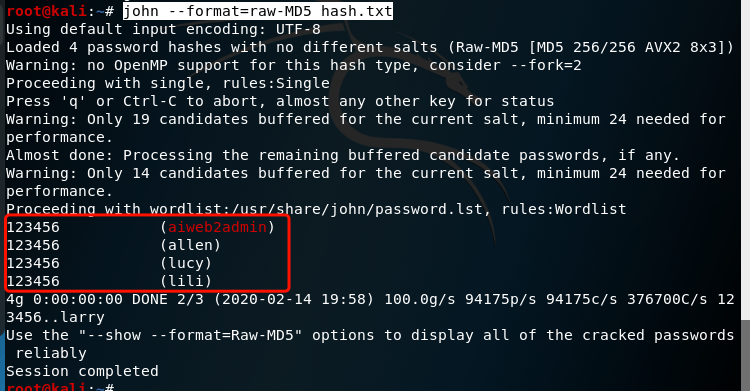 root@kali:~# john --format=raw-MD5 hash.txt
Using default input encoding: UTF-8
Loaded 4 password hashes with no different salts (Raw-MD5 [MD5 256/256 AVX2 8x3])
Warning: no OpenMP support for this hash type, consider --fork=2
Proceeding with single, rules:Single
Press 'q' or Ctrl-C to abort, almost any other key for status
Warning: Only 19 candidates buffered for the current salt, minimum 24 needed for
performance.
Almost done: Processing the remaining buffered candidate passwords, if any.
Warning: Only 14 candidates buffered for the current salt, minimum 24 needed for
performance.
Proceeding with wordlist:/usr/share/john/password.lst, rules:Wordlist
123456           (aiweb2admin)
123456           (allen)
123456           (lucy)
123456           (lili)
4g 0:00:00:00 DONE 2/3 (2020-02-14 19:58) 100.0g/s 94175p/s 94175c/s 376700C/s 12
3456..larry
Use the "--show --format=Raw-MD5" options to display all of the cracked passwords
 reliably
Session completed
root@kali:~#